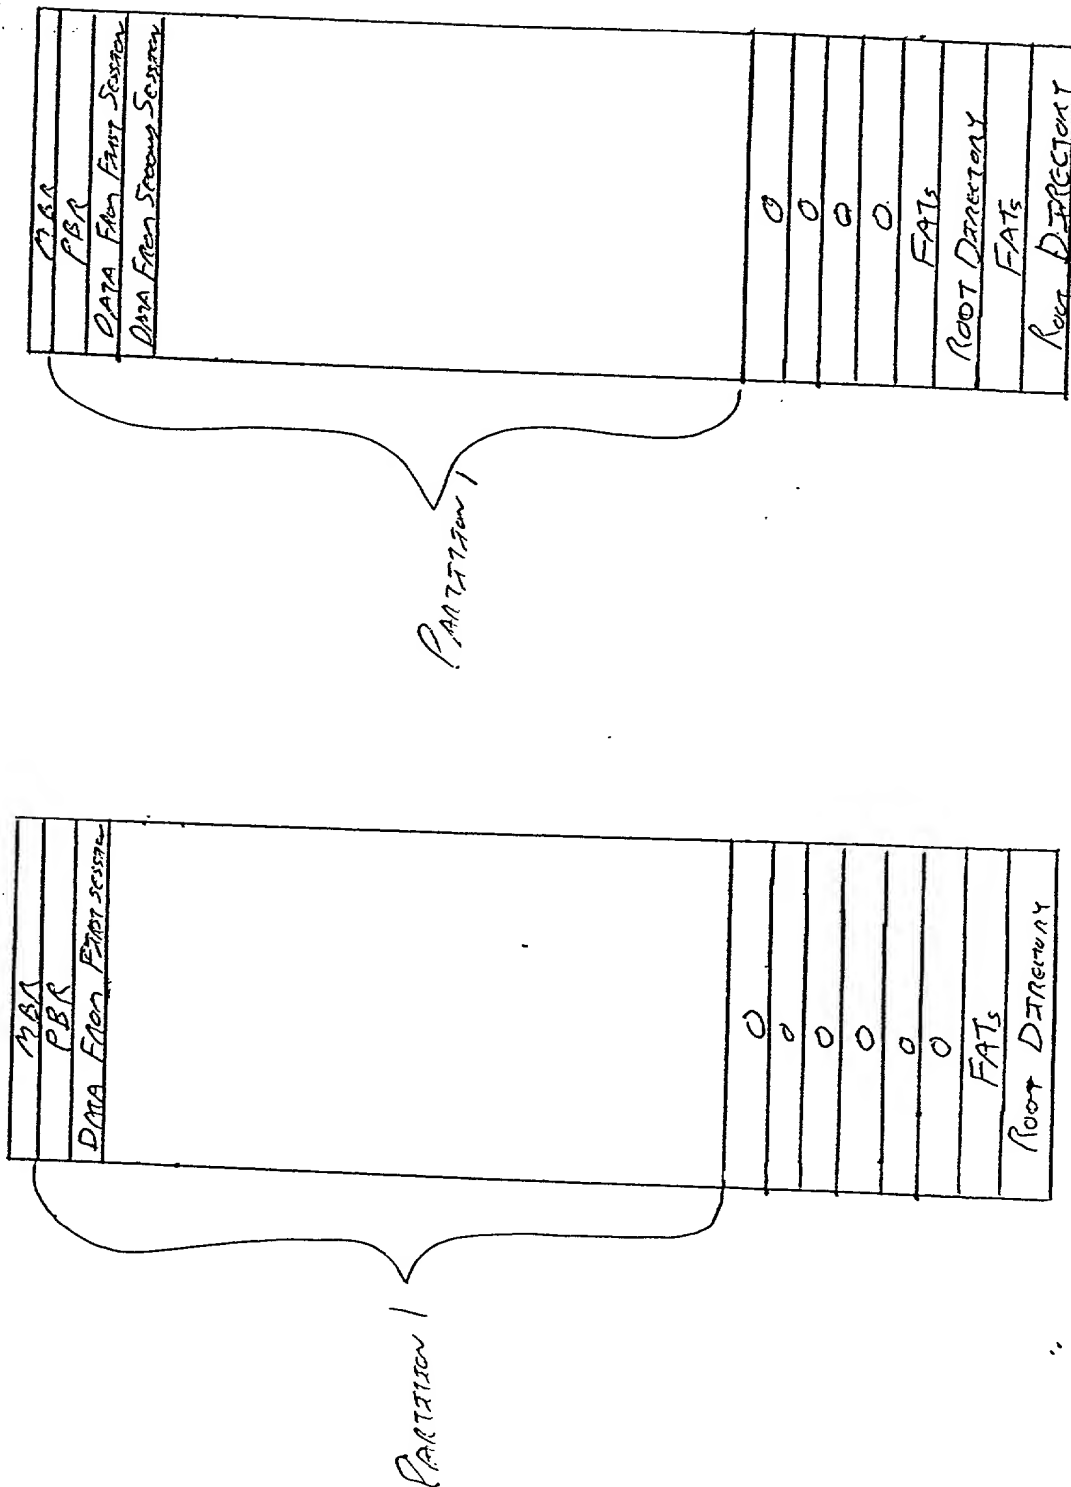 MBR
PBR
DATA FROM FIRST SESSION
PARTITION 1
0
0
0
0
0
0
FATs
ROOT DIRECTORY
MBR
PBR
DATA FROM FIRST SESSION
DATA FROM SECOND SESSION
PARTITION 1
0
0
0
0
FATs
ROOT DIRECTORY
FATs
ROOT DIRECTORY